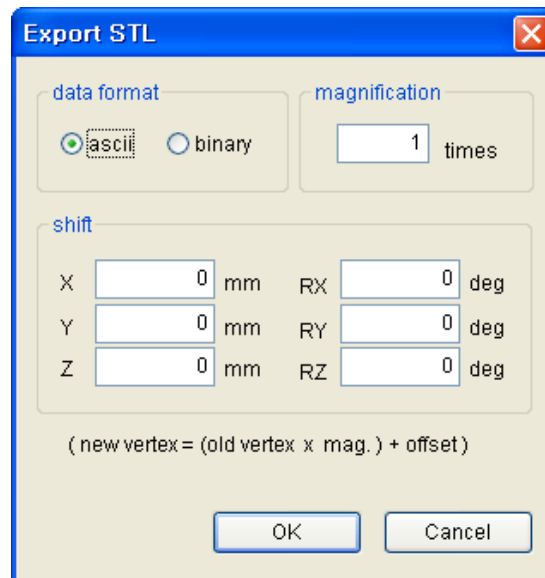 Export STL
data format
ascii binary
magnification
1 times
shift
X 0 mm RX 0 deg
Y 0 mm RY 0 deg
Z 0 mm RZ 0 deg
( new vertex = (old vertex x mag. ) + offset )
OK Cancel